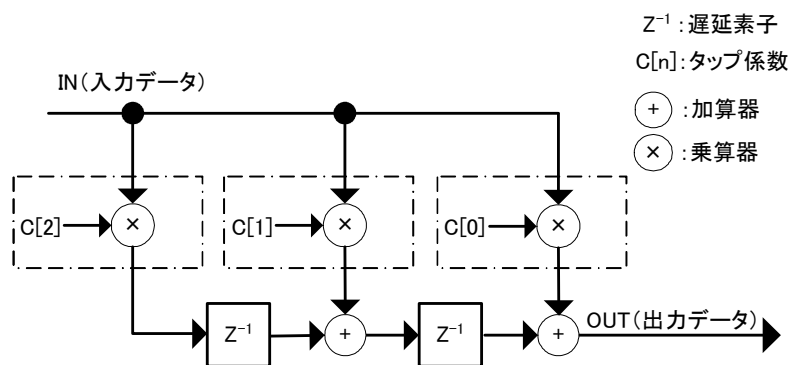 Z⁻¹:遅延素子
C[n]:タップ係数
+ :加算器
× :乗算器
IN(入力データ)
C[2] ×
C[1] ×
C[0] ×
Z⁻¹
+
Z⁻¹
+
OUT(出力データ)